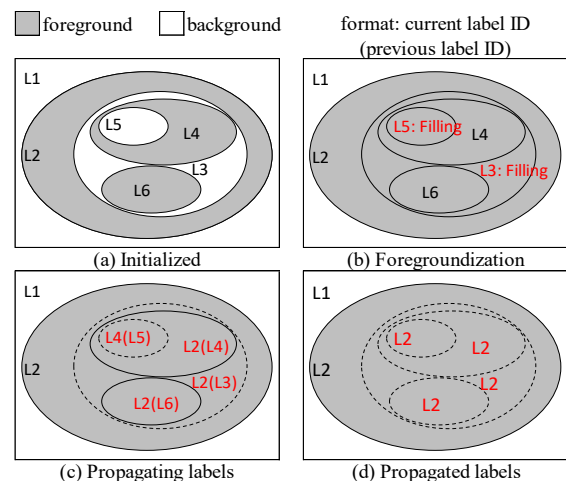 foreground
background
format: current label ID
(previous label ID)
L1
L5
L4
L2
L3
L6
(a) Initialized
L1
L5: Filling
L4
L2
L3: Filling
L6
(b) Foregroundization
L1
L4(L5)
L2(L4)
L2
L2(L3)
L2(L6)
(c) Propagating labels
L1
L2
L2
L2
L2
L2
(d) Propagated labels